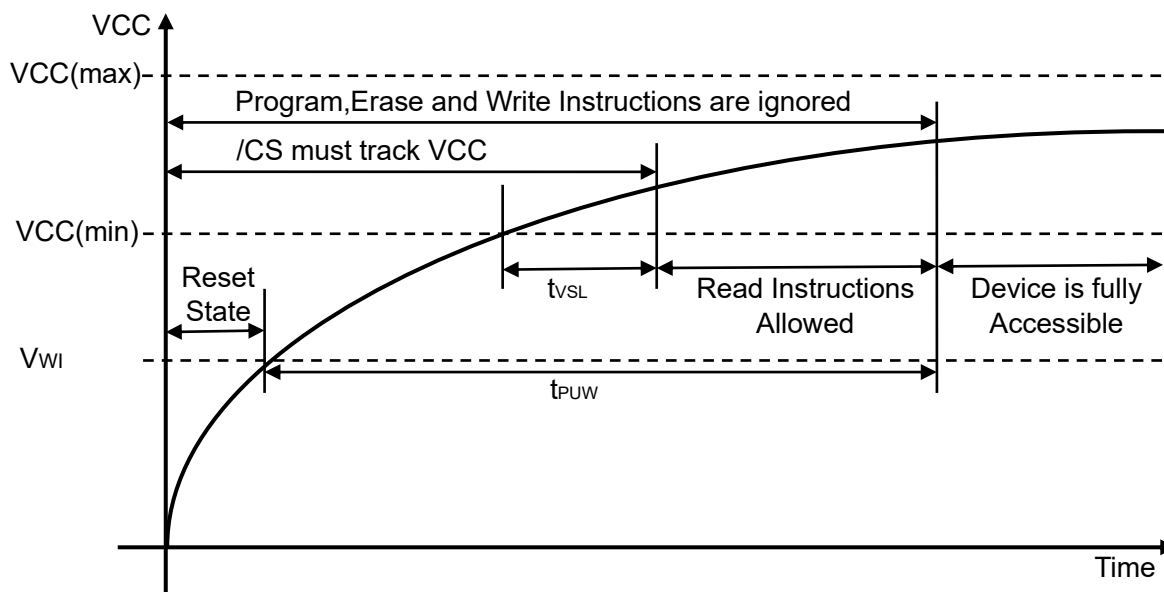 VCC
VCC(max)
Program,Erase and Write Instructions are ignored
/CS must track VCC
VCC(min)
Reset
State
tVSL
Read Instructions
Allowed
Device is fully
Accessible
VWI
tPUW
Time